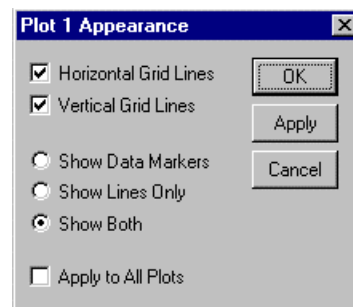 Plot 1 Appearance
Horizontal Grid Lines
Vertical Grid Lines
Show Data Markers
Show Lines Only
Show Both
Apply to All Plots
OK
Apply
Cancel